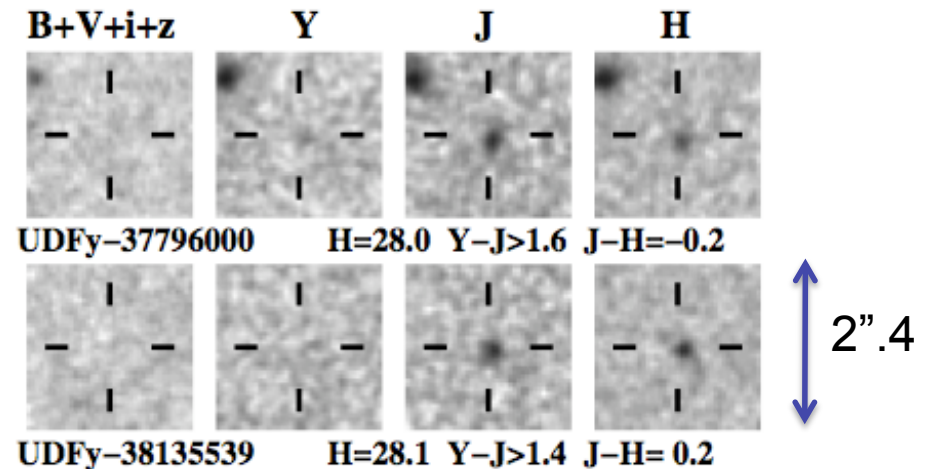 B+V+i+z Y J H
UDFy−37796000 H=28.0 Y−J>1.6 J−H=−0.2
2”.4
UDFy−38135539 H=28.1 Y−J>1.4 J−H= 0.2